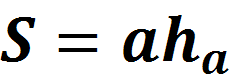 S = ah_a